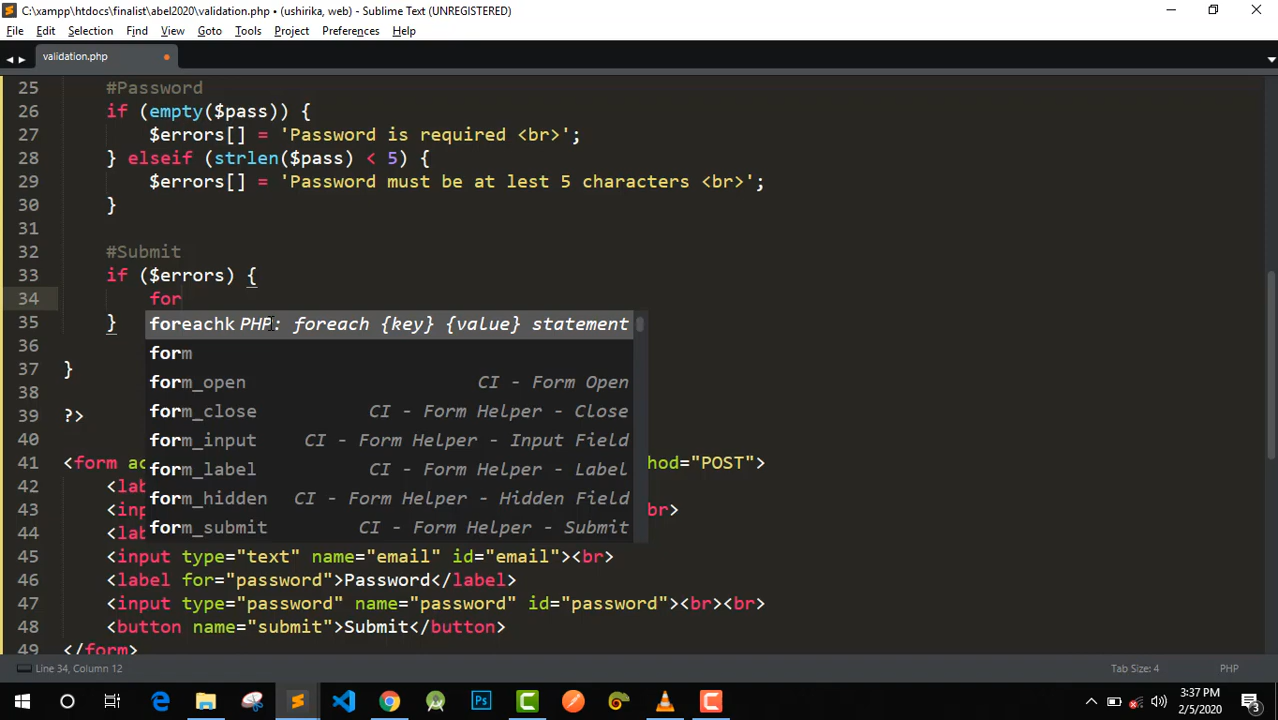 C:\xampp\htdocs\finalist\abel2020\validation.php • (ushirika, web) - Sublime Text (UNREGISTERED)
File Edit Selection Find View Goto Tools Project Preferences Help
validation.php
25 #Password
26 if (empty($pass)) {
27 $errors[] = 'Password is required <br>';
28 } elseif (strlen($pass) < 5) {
29 $errors[] = 'Password must be at lest 5 characters <br>';
30 }
31
32 #Submit
33 if ($errors) {
34 for
35 }
foreachk PHP: foreach {key} {value} statement
form
form_open CI - Form Open
form_close CI - Form Helper - Close
form_input CI - Form Helper - Input Field
form_label CI - Form Helper - Label
form_hidden CI - Form Helper - Hidden Field
form_submit CI - Form Helper - Submit
36
37 }
38
39 ?>
40
41 <form ac hod="POST">
42 <lab
43 <inp br>
44 <lab
45 <input type="text" name="email" id="email"><br>
46 <label for="password">Password</label>
47 <input type="password" name="password" id="password"><br><br>
48 <button name="submit">Submit</button>
49 </form>
Line 34, Column 12 Tab Size: 4 PHP
3:37 PM
2/5/2020